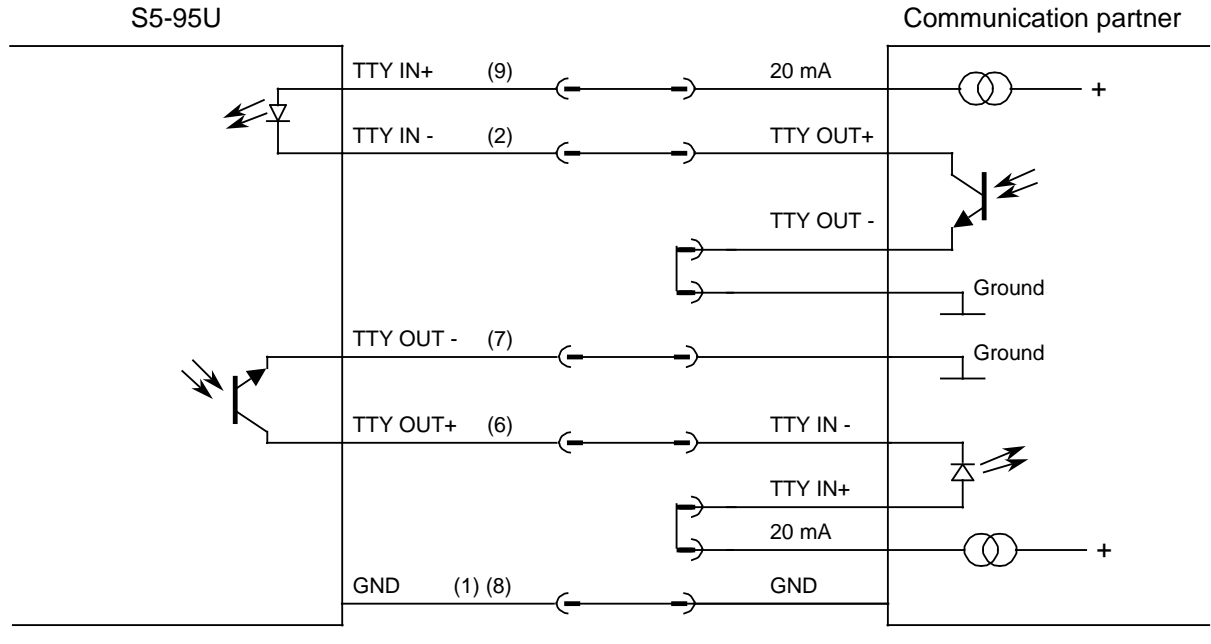 S5-95U Communication partner
TTY IN+ (9) 20 mA
+
TTY IN - (2) TTY OUT+
TTY OUT -
Ground
TTY OUT - (7) Ground
TTY OUT+ (6) TTY IN -
TTY IN+
20 mA
+
GND (1) (8) GND